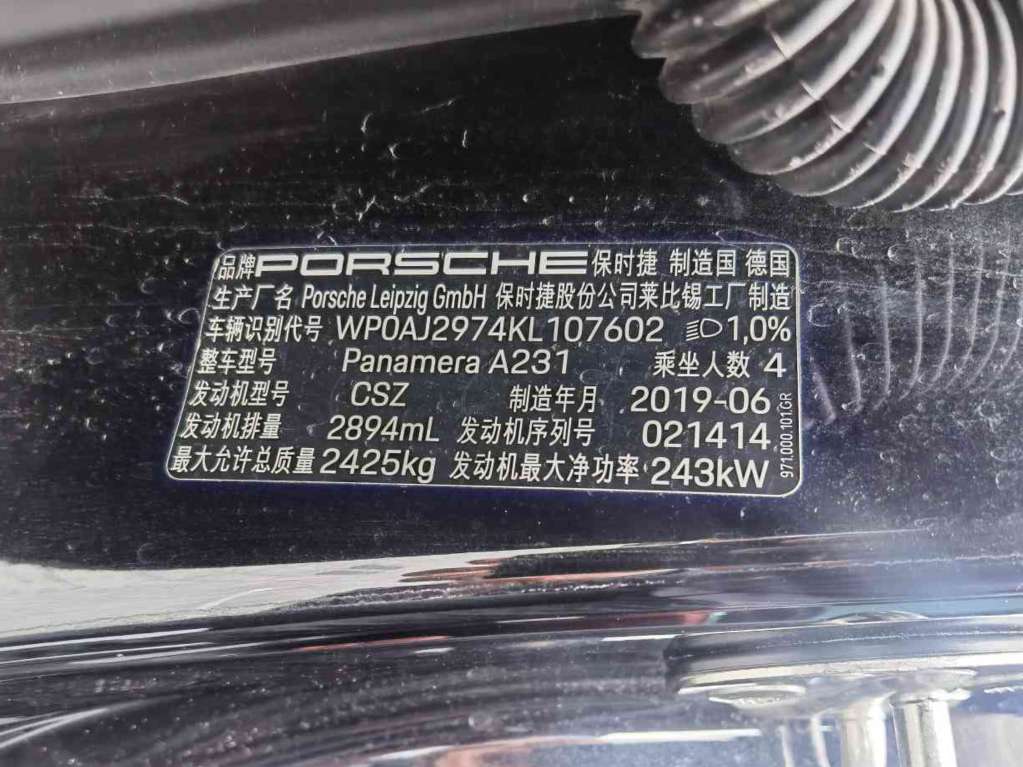 品牌PORSCHE保时捷 制造国 德国
生产厂名 Porsche Leipzig GmbH 保时捷股份公司莱比锡工厂制造
车辆识别代号 WP0AJ2974KL107602 1,0%
整车型号 Panamera A231 乘坐人数 4
发动机型号 CSZ 制造年月 2019-06
发动机排量 2894mL 发动机序列号 021414
最大允许总质量 2425kg 发动机最大净功率 243kW
971.000.101.GR